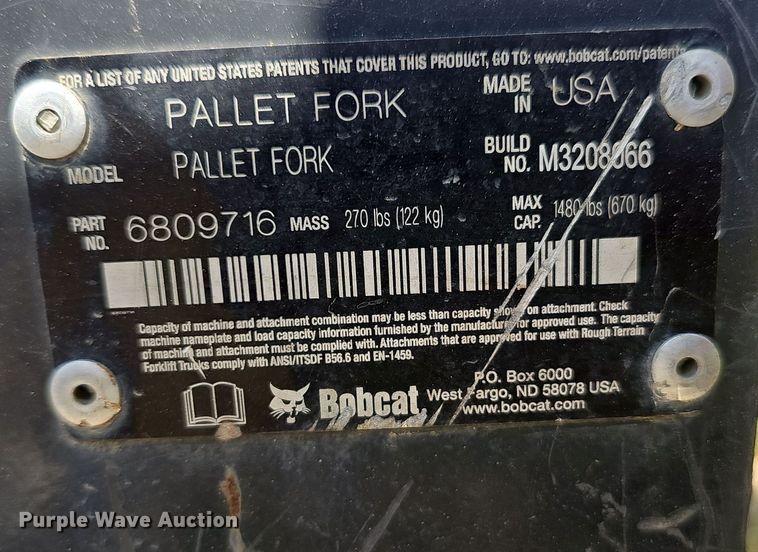 FOR A LIST OF ANY UNITED STATES PATENTS THAT COVER THIS PRODUCT, GO TO: www.bobcat.com/patents
PALLET FORK
MADE IN USA
MODEL PALLET FORK
BUILD NO. M3208066
PART NO. 6809716 MASS 270 lbs (122 kg)
MAX CAP. 1480 lbs (670 kg)
Capacity of machine and attachment combination may be less than capacity shown on attachment. Check
machine nameplate and load capacity information furnished by the manufacturer for approved use. The capacity
of machine and attachment must be complied with. Attachments that are approved for use with Rough Terrain
Forklift Trucks comply with ANSI/ITSDF B56.6 and EN-1459.
Bobcat
P.O. Box 6000
West Fargo, ND 58078 USA
www.bobcat.com
Purple Wave Auction